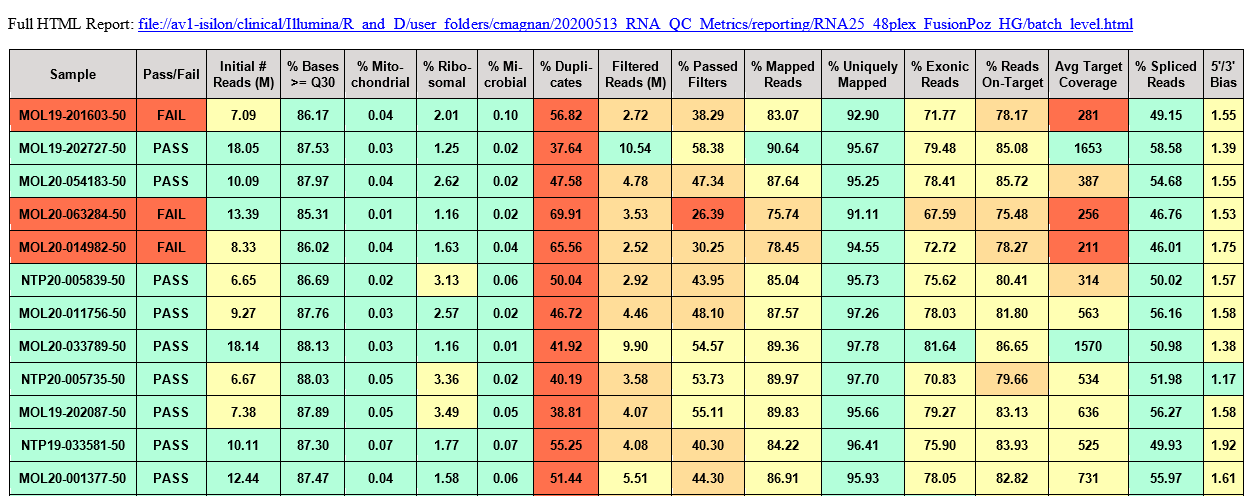 Full HTML Report: file://av1-isilon/clinical/Illumina/R_and_D/user_folders/cmagnan/20200513_RNA_QC_Metrics/reporting/RNA25_48plex_FusionPoz_HG/batch_level.html
Sample Pass/Fail Initial # Reads (M) % Bases >= Q30 % Mito-chondrial % Ribo-somal % Mi-crobial % Dupli-cates Filtered Reads (M) % Passed Filters % Mapped Reads % Uniquely Mapped % Exonic Reads % Reads On-Target Avg Target Coverage % Spliced Reads 5'/3' Bias
MOL19-201603-50 FAIL 7.09 86.17 0.04 2.01 0.10 56.82 2.72 38.29 83.07 92.90 71.77 78.17 281 49.15 1.55
MOL19-202727-50 PASS 18.05 87.53 0.03 1.25 0.02 37.64 10.54 58.38 90.64 95.67 79.48 85.08 1653 58.58 1.39
MOL20-054183-50 PASS 10.09 87.97 0.04 2.62 0.02 47.58 4.78 47.34 87.64 95.25 78.41 85.72 387 54.68 1.55
MOL20-063284-50 FAIL 13.39 85.31 0.01 1.16 0.02 69.91 3.53 26.39 75.74 91.11 67.59 75.48 256 46.76 1.53
MOL20-014982-50 FAIL 8.33 86.02 0.04 1.63 0.04 65.56 2.52 30.25 78.45 94.55 72.72 78.27 211 46.01 1.75
NTP20-005839-50 PASS 6.65 86.69 0.02 3.13 0.06 50.04 2.92 43.95 85.04 95.73 75.62 80.41 314 50.02 1.57
MOL20-011756-50 PASS 9.27 87.76 0.03 2.57 0.02 46.72 4.46 48.10 87.57 97.26 78.03 81.80 563 56.16 1.58
MOL20-033789-50 PASS 18.14 88.13 0.03 1.16 0.01 41.92 9.90 54.57 89.36 97.78 81.64 86.65 1570 50.98 1.38
NTP20-005735-50 PASS 6.67 88.03 0.05 3.36 0.02 40.19 3.58 53.73 89.97 97.70 70.83 79.66 534 51.98 1.17
MOL19-202087-50 PASS 7.38 87.89 0.05 3.49 0.05 38.81 4.07 55.11 89.83 95.66 79.27 83.13 636 56.27 1.58
NTP19-033581-50 PASS 10.11 87.30 0.07 1.77 0.07 55.25 4.08 40.30 84.22 96.41 75.90 83.93 525 49.93 1.92
MOL20-001377-50 PASS 12.44 87.47 0.04 1.58 0.06 51.44 5.51 44.30 86.91 95.93 78.05 82.82 731 55.97 1.61